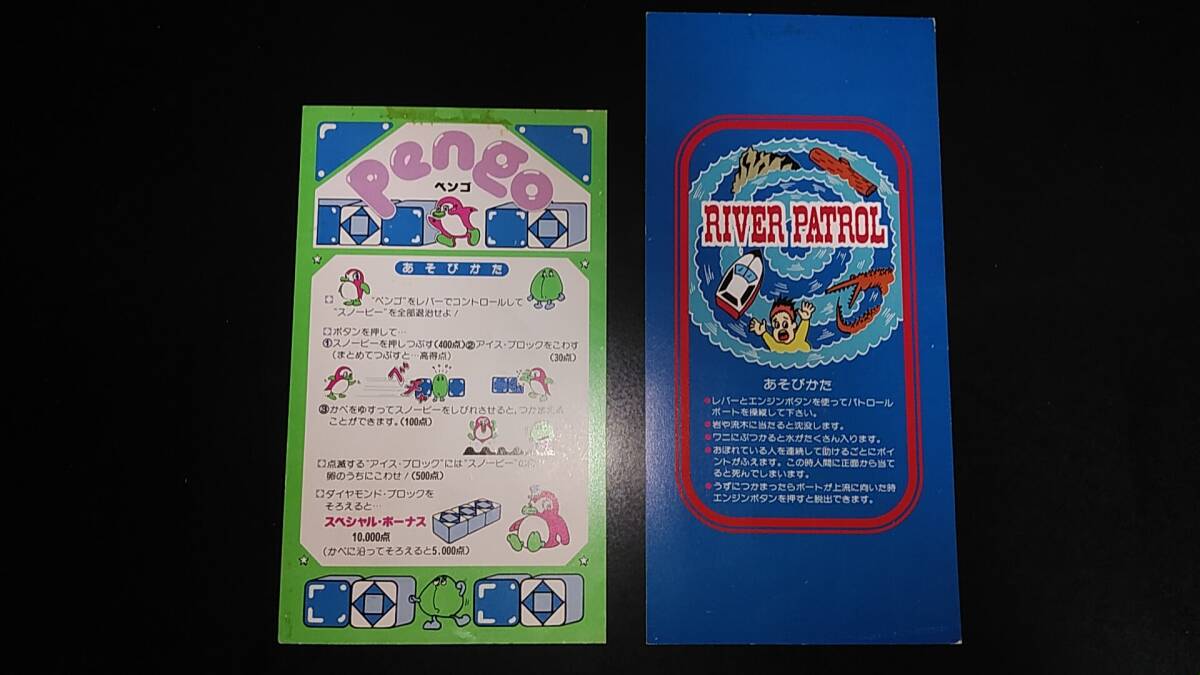 Pengo
ペンゴ
あそびかた
"ペンゴ"をレバーでコントロールして
"スノービー"を全部退治せよ!
ボタンを押して…
①スノービーを押しつぶす(400点)②アイス・ブロックをこわす
(まとめてつぶすと…高得点)
(30点)
③かべをゆすってスノービーをしびれさせると,つかまえる
ことができます。(100点)
点滅する"アイス・ブロック"には"スノービー"の
卵のうちにこわせ!(500点)
ダイヤモンド・ブロックを
そろえると…
スペシャル・ボーナス
10.000点
(かべに沿ってそろえると5.000点)
RIVER PATROL
あそびかた
●レバーとエンジンボタンを使ってパトロール
ボートを操縦して下さい。
●岩や流木に当たると沈没します。
●ワニにぶつかると水がたくさん入ります。
●おぼれている人を連続して助けるごとにポイ
ントがふえます。この時人間に正面から当て
ると死んでしまいます。
●うずにつかまったらボートが上流に向いた時
エンジンボタンを押すと脱出できます。